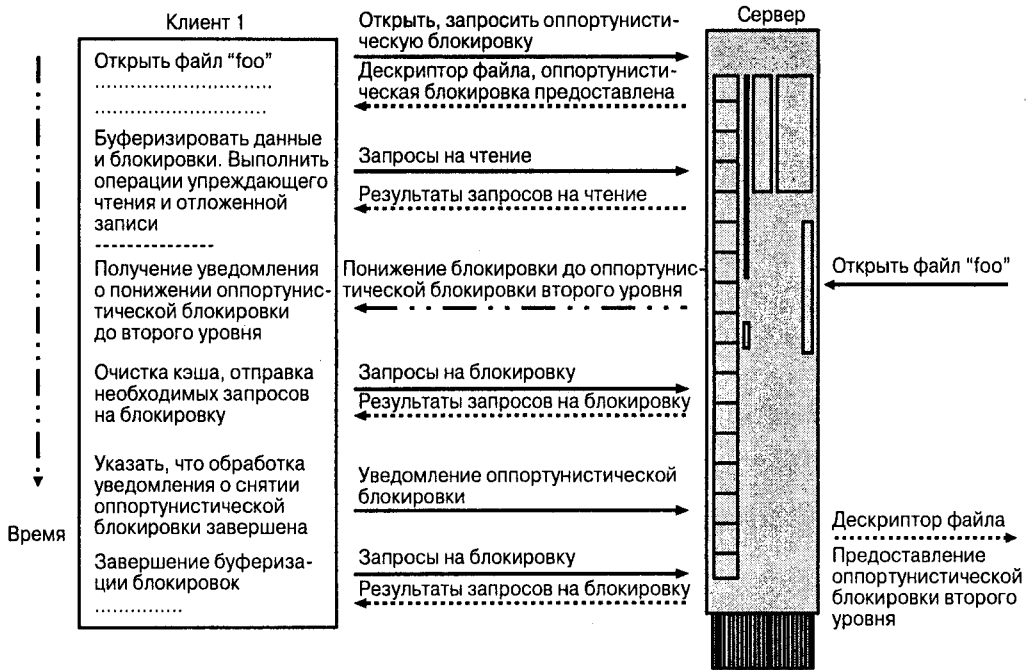 Клиент 1
Открыть файл “foo”
Буферизировать данные
и блокировки. Выполнить
операции упреждающего
чтения и отложенной
записи
Получение уведомления
о понижении оппортунис-
тической блокировки
до второго уровня
Очистка кэша, отправка
необходимых запросов
на блокировку
Указать, что обработка
уведомления о снятии
оппортунистической
блокировки завершена
Завершение буфериза-
ции блокировок
Время
Открыть, запросить оппортунисти-
ческую блокировку
Дескриптор файла, оппортунисти-
ческая блокировка предоставлена
Запросы на чтение
Результаты запросов на чтение
Понижение блокировки до оппортунис-
тической блокировки второго уровня
Запросы на блокировку
Результаты запросов на блокировку
Уведомление оппортунистической
блокировки
Запросы на блокировку
Результаты запросов на блокировку
Сервер
Открыть файл “foo”
Дескриптор файла
Предоставление
оппортунистической
блокировки второго
уровня